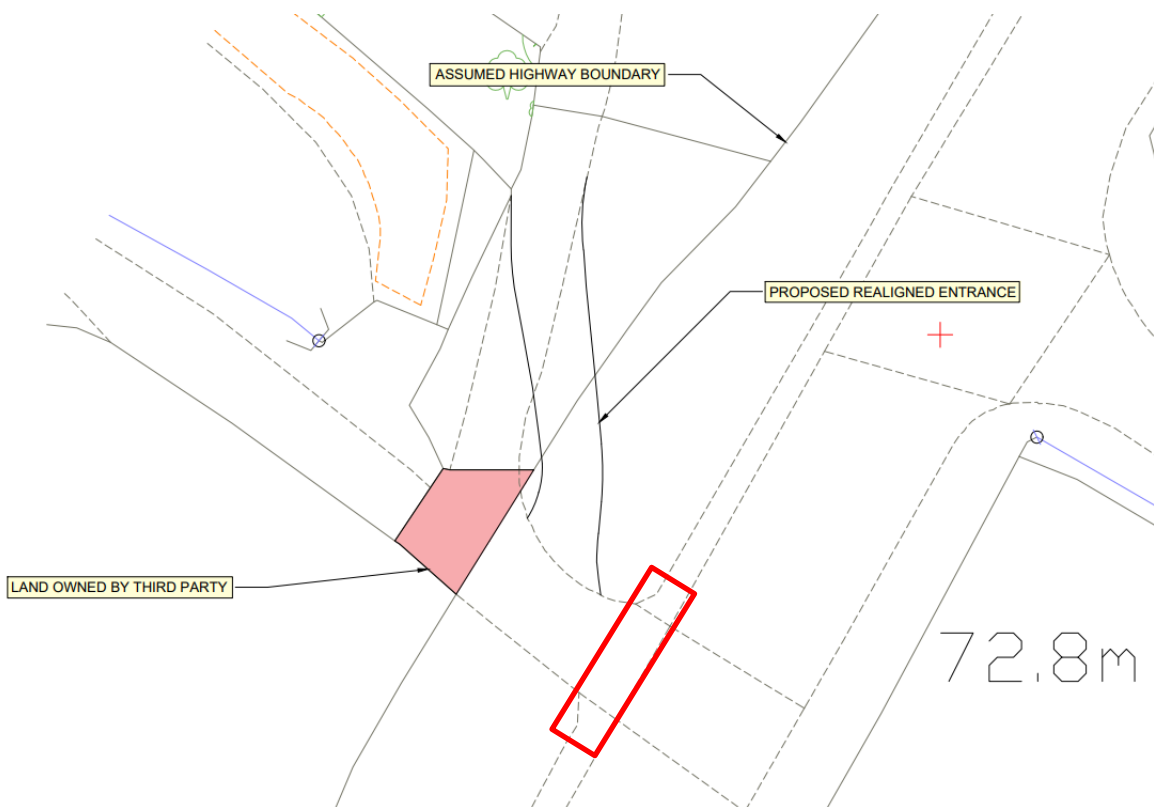 ASSUMED HIGHWAY BOUNDARY
PROPOSED REALIGNED ENTRANCE
LAND OWNED BY THIRD PARTY
72.8m